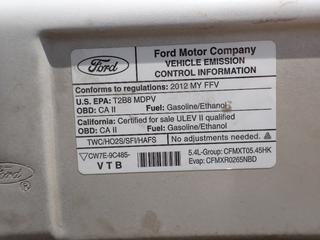 Ford
Ford Motor Company
VEHICLE EMISSION
CONTROL INFORMATION
Conforms to regulations: 2012 MY FFV
U.S. EPA: T2B8 MDPV
OBD: CA II Fuel: Gasoline/Ethanol
California: Certified for sale ULEV II qualified
OBD: CA II Fuel: Gasoline/Ethanol
TWC/HO2S/SFI/HAFS No adjustments needed.
CW7E-9C485-
VTB
5.4L-Group: CFMXT05.45HK
Evap: CFMXR0265NBD
Ford